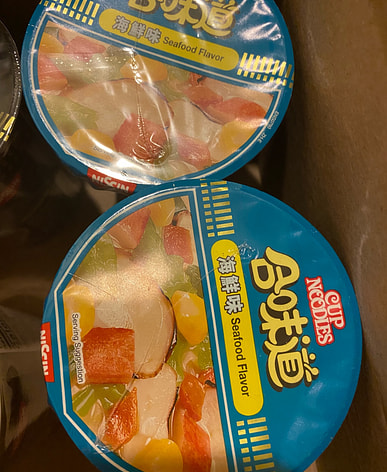 合味道
海鮮味 Seafood Flavor
NISSIN
CUP
NOODLES
合味道
海鮮味 Seafood Flavor
Serving Suggestion
NISSIN